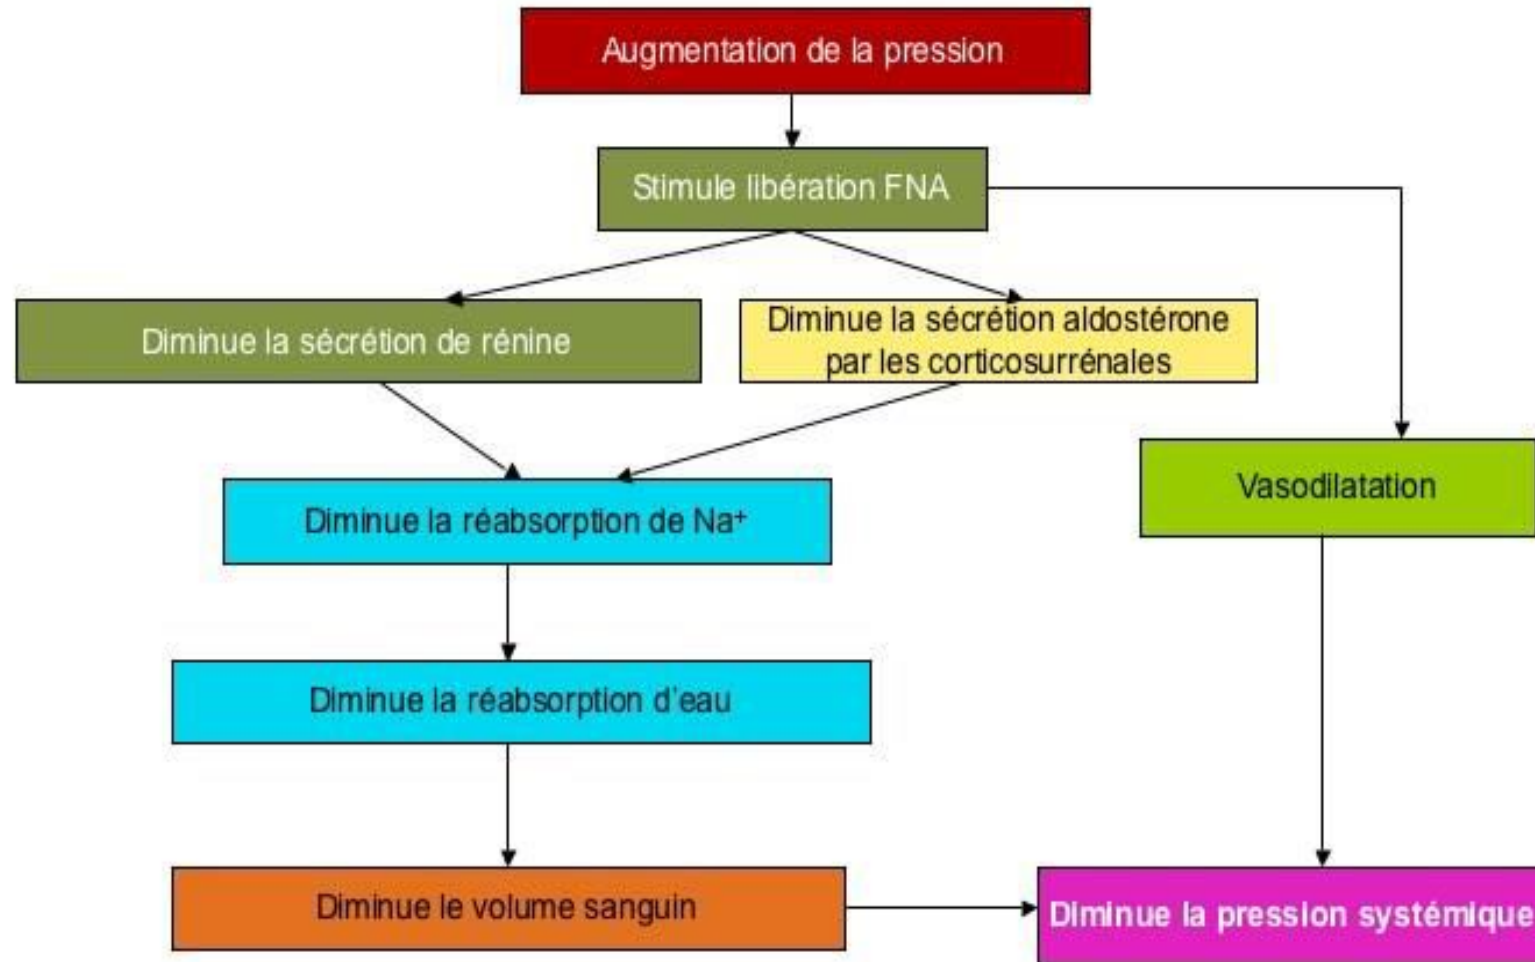 Augmentation de la pression
Stimule libération FNA
Diminue la sécrétion de rénine
Diminue la sécrétion aldostérone
par les corticosurrénales
Vasodilatation
Diminue la réabsorption de Na⁺
Diminue la réabsorption d'eau
Diminue le volume sanguin
Diminue la pression systémique